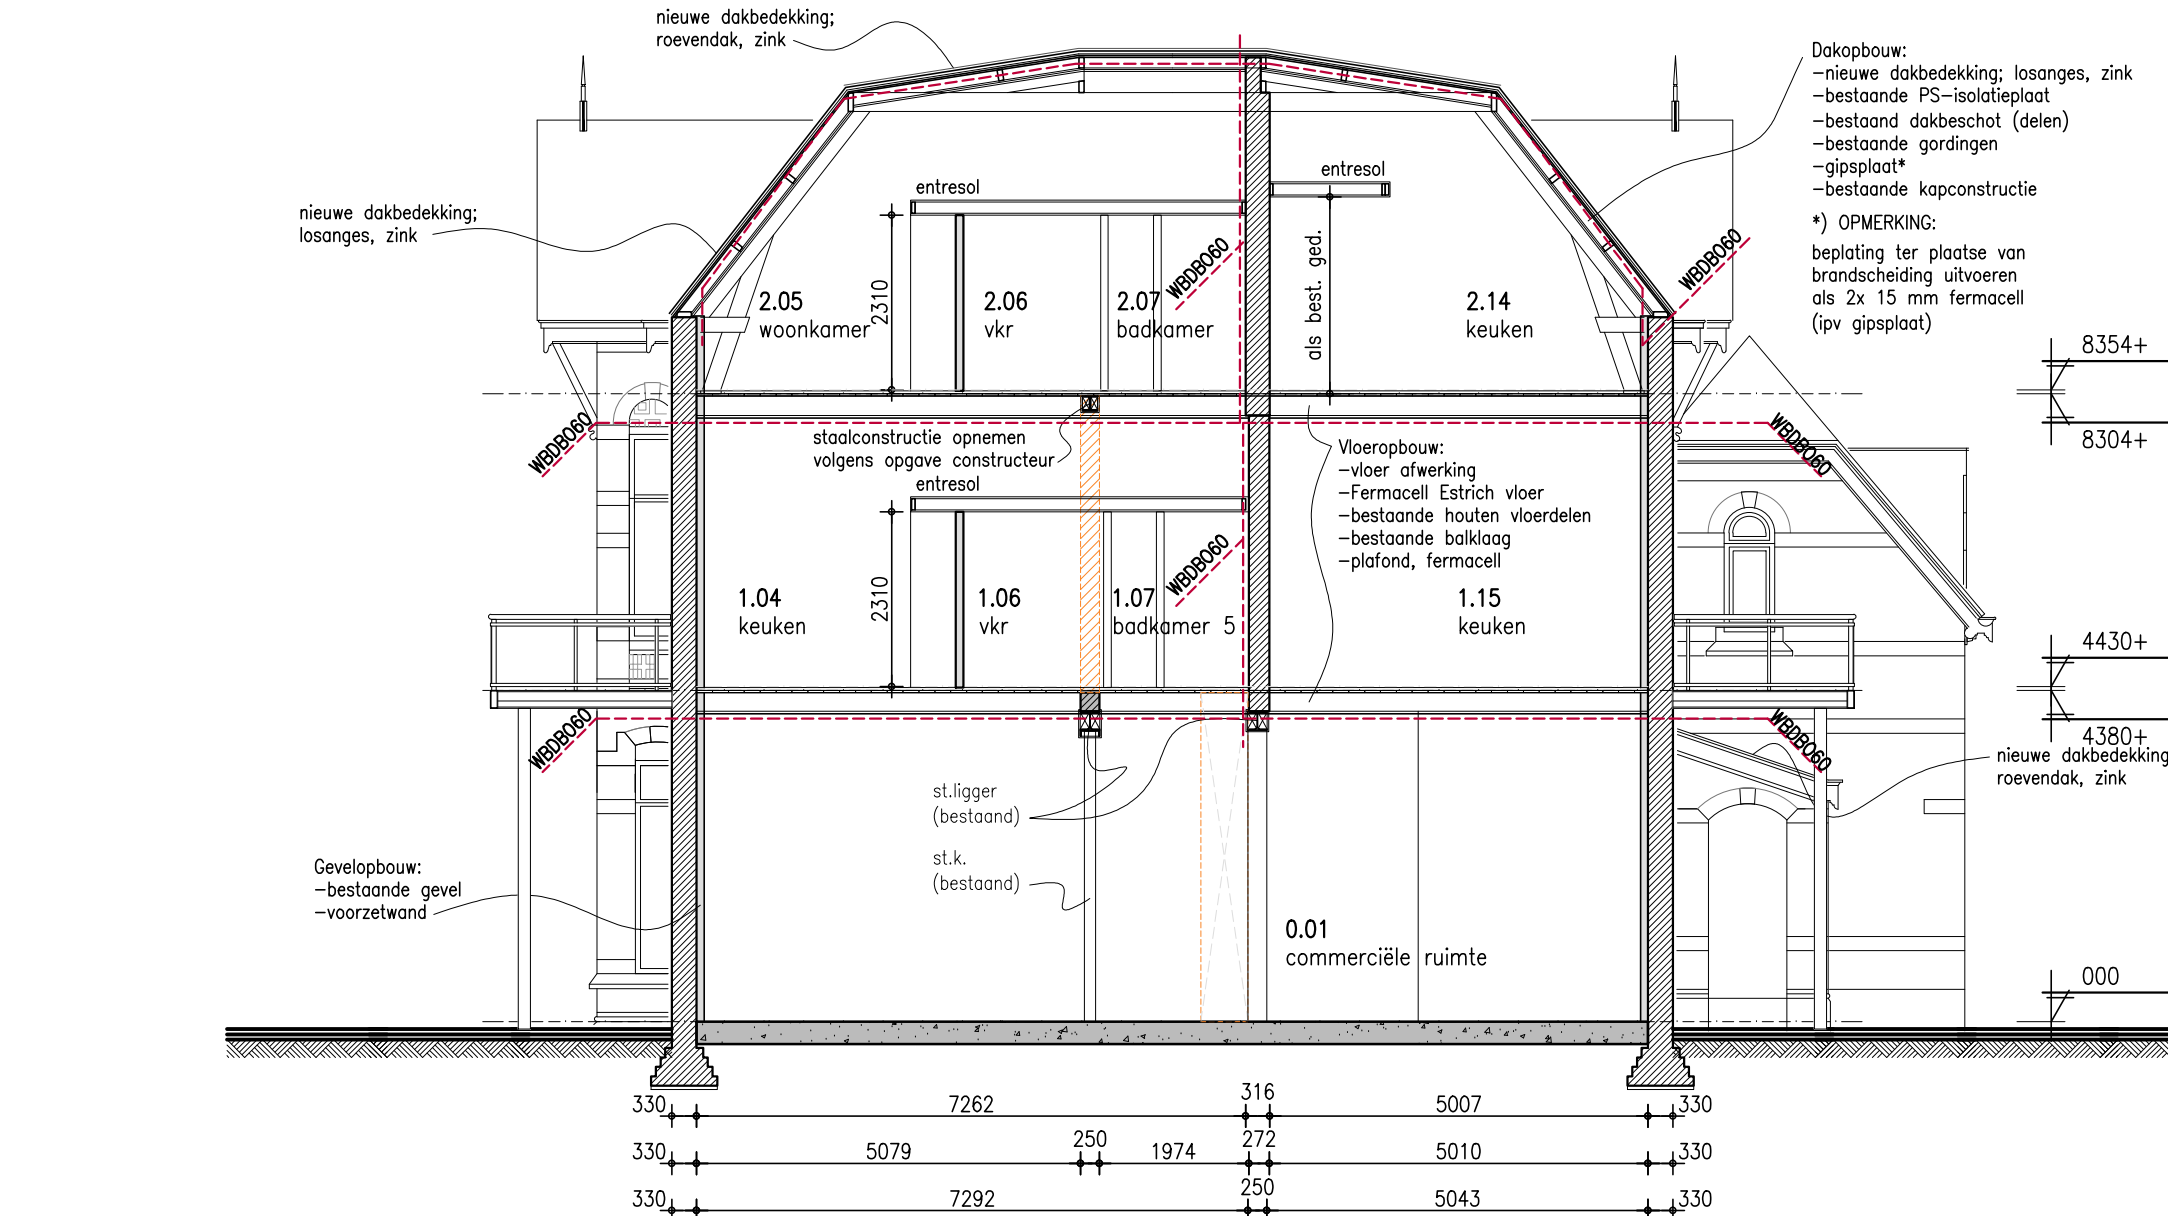 nieuwe dakbedekking;
roevendak, zink
Dakopbouw:
-nieuwe dakbedekking; losanges, zink
-bestaande PS-isolatieplaat
-bestaand dakbeschot (delen)
-bestaande gordingen
-gipsplaat*
-bestaande kapconstructie
*) OPMERKING:
beplating ter plaatse van
brandscheiding uitvoeren
als 2x 15 mm fermacell
(ipv gipsplaat)
nieuwe dakbedekking;
losanges, zink
entresol
entresol
WBDBO60
WBDBO60
als best. ged.
2310
2.05
woonkamer
2.06
vkr
2.07
badkamer
2.14
keuken
8354+
8304+
WBDBO60
WBDBO60
staalconstructie opnemen
volgens opgave constructeur
entresol
Vloeropbouw:
-vloer afwerking
-Fermacell Estrich vloer
-bestaande houten vloerdelen
-bestaande balklaag
-plafond, fermacell
WBDBO60
2310
1.04
keuken
1.06
vkr
1.07
badkamer 5
1.15
keuken
4430+
4380+
WBDBO60
WBDBO60
nieuwe dakbedekking
roevendak, zink
st.ligger
(bestaand)
st.k.
(bestaand)
Gevelopbouw:
-bestaande gevel
-voorzetwand
0.01
commerciële ruimte
000
330 7262 316 5007 330
330 5079 250 1974 272 5010 330
330 7292 250 5043 330